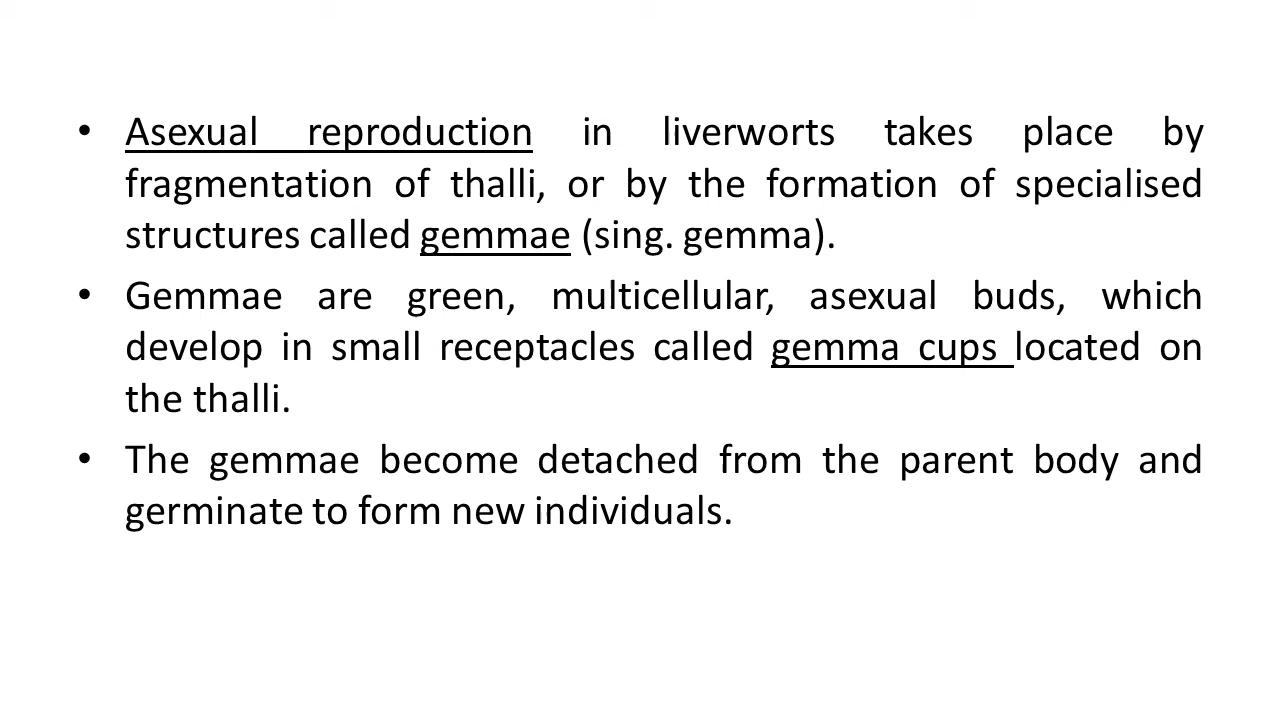 • Asexual reproduction in liverworts takes place by
fragmentation of thalli, or by the formation of specialised
structures called gemmae (sing. gemma).
• Gemmae are green, multicellular, asexual buds, which
develop in small receptacles called gemma cups located on
the thalli.
• The gemmae become detached from the parent body and
germinate to form new individuals.